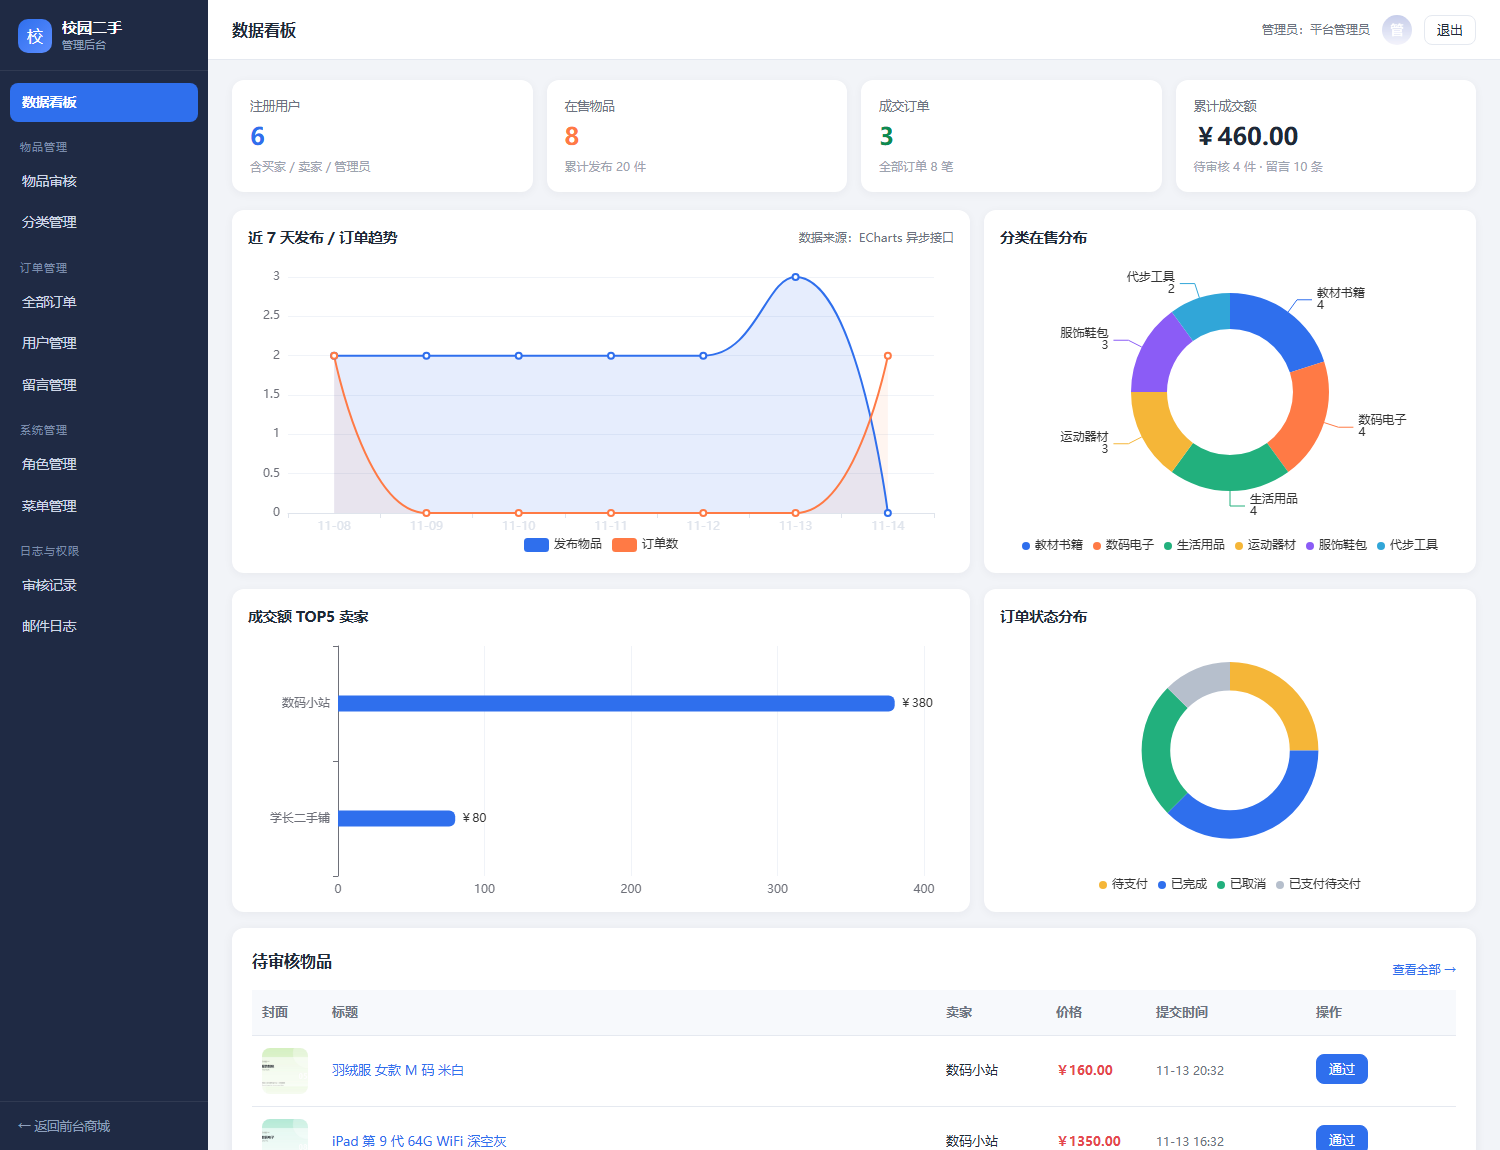 校
校园二手
管理后台
数据看板
物品管理
物品审核
分类管理
订单管理
全部订单
用户管理
留言管理
系统管理
角色管理
菜单管理
日志与权限
审核记录
邮件日志
← 返回前台商城
数据看板
管理员：平台管理员
管
退出
注册用户
6
含买家 / 卖家 / 管理员
在售物品
8
累计发布 20 件
成交订单
3
全部订单 8 笔
累计成交额
￥460.00
待审核 4 件 · 留言 10 条
近 7 天发布 / 订单趋势
数据来源：ECharts 异步接口
3
2.5
2
1.5
1
0.5
0
11-08
11-09
11-10
11-11
11-12
11-13
11-14
发布物品
订单数
分类在售分布
代步工具
2
教材书籍
4
服饰鞋包
3
数码电子
4
运动器材
3
生活用品
4
教材书籍
数码电子
生活用品
运动器材
服饰鞋包
代步工具
成交额 TOP5 卖家
数码小站
￥380
学长二手铺
￥80
0
100
200
300
400
订单状态分布
待支付
已完成
已取消
已支付待交付
待审核物品
查看全部 →
封面
标题
卖家
价格
提交时间
操作
羽绒服 女款 M 码 米白
数码小站
￥160.00
11-13 20:32
通过
iPad 第 9 代 64G WiFi 深空灰
数码小站
￥1350.00
11-13 16:32
通过